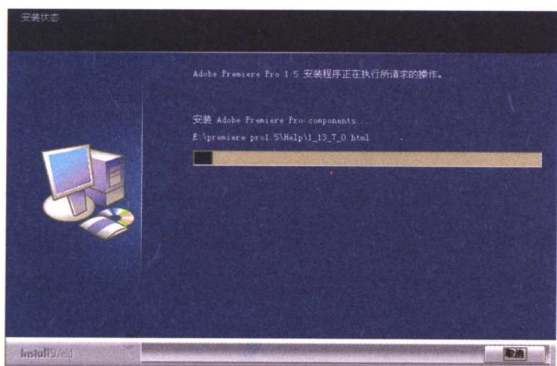 安装状态
Adobe Premiere Pro 1.5 安装程序正在执行所请求的操作。
安装 Adobe Premiere Pro components...
E:\premiere pro1.5\Help\1_13_7_0.html
InstallShield
取消